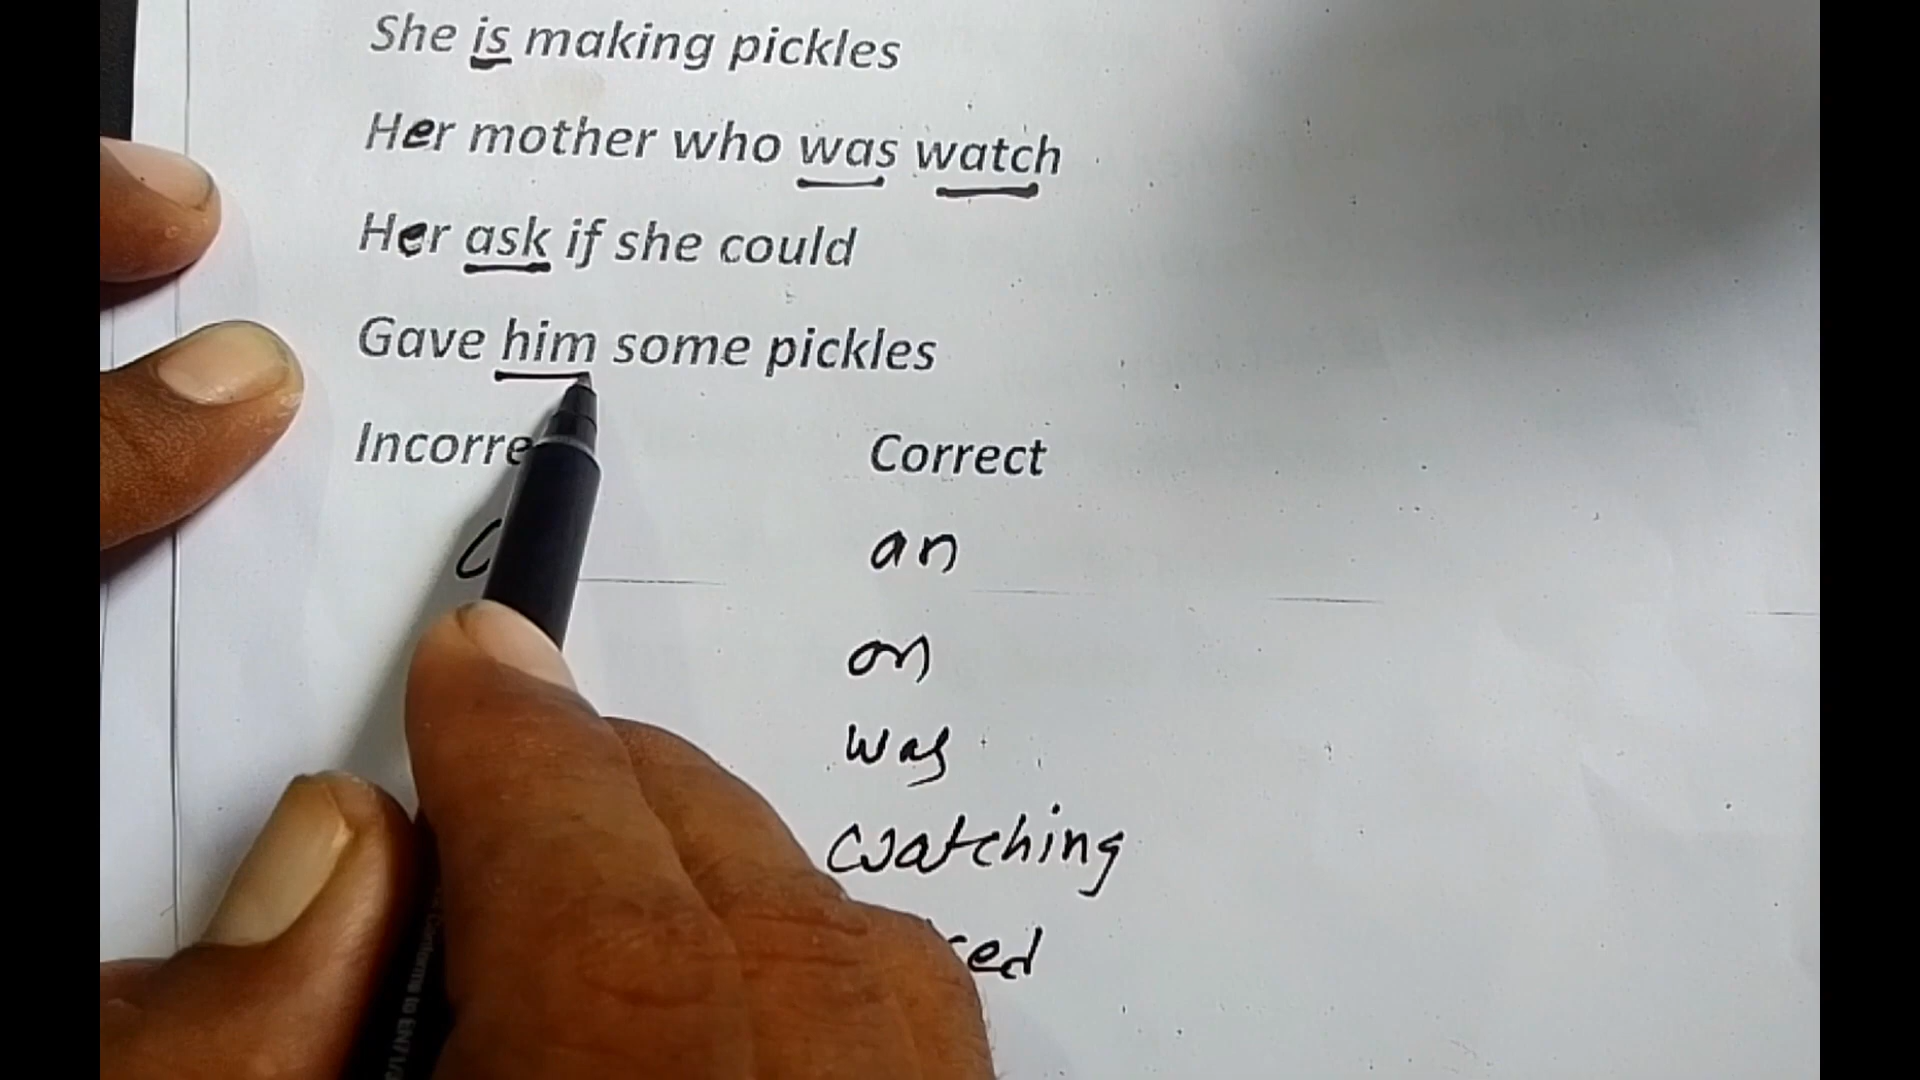 She is making pickles
Her mother who was watch
Her ask if she could
Gave him some pickles
Correct
an
on
was
watching